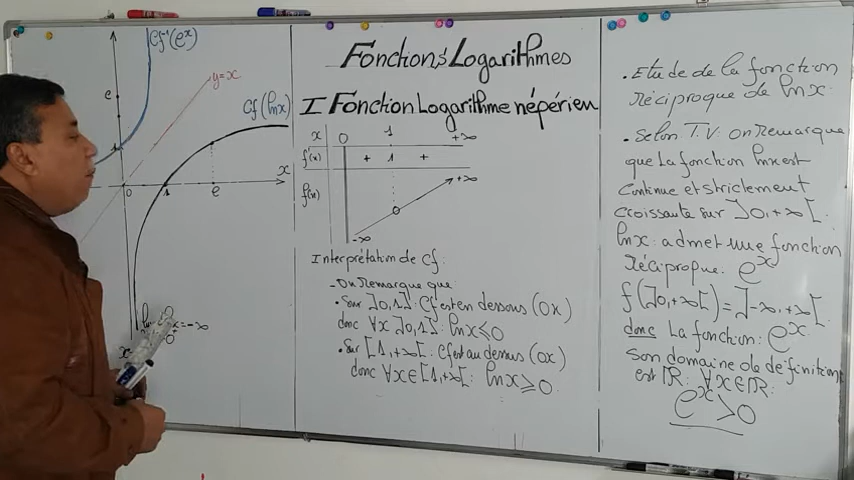 Cf⁻¹(eˣ)
y=x
e
Cf(lnx)
1
x
0 1 e
=-∞
Fonctions Logarithmes
I Fonction Logarithme népérien
x 0 1 +∞
f'(x) + 1 +
f(x) +∞
0
-∞
Interprétation de Cf:
-On Remarque que
•Sur ]0,1]: Cf est en dessous (Ox)
donc ∀x ]0,1]: lnx⩽0
•Sur [1,+∞[: Cf est au dessus (Ox)
donc ∀x∈[1,+∞[: lnx⩾0.
•Etude de la fonction
réciproque de lnx.
•Selon T.V. on Remarque
que La fonction lnx est
Continue et strictement
croissante sur ]0,+∞[.
lnx: admet une fonction
réciproque: eˣ
f(]0,+∞[)=]-∞,+∞[.
donc La fonction: eˣ
son domaine de définition
est IR: ∀x∈IR:
eˣ>0